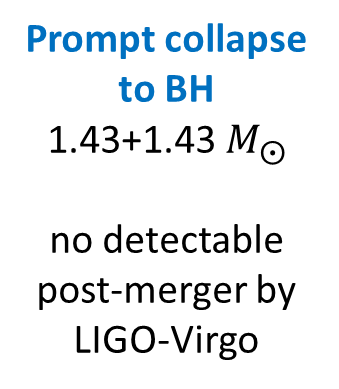 Prompt collapse
to BH
1.43+1.43 M⊙
no detectable
post-merger by
LIGO-Virgo